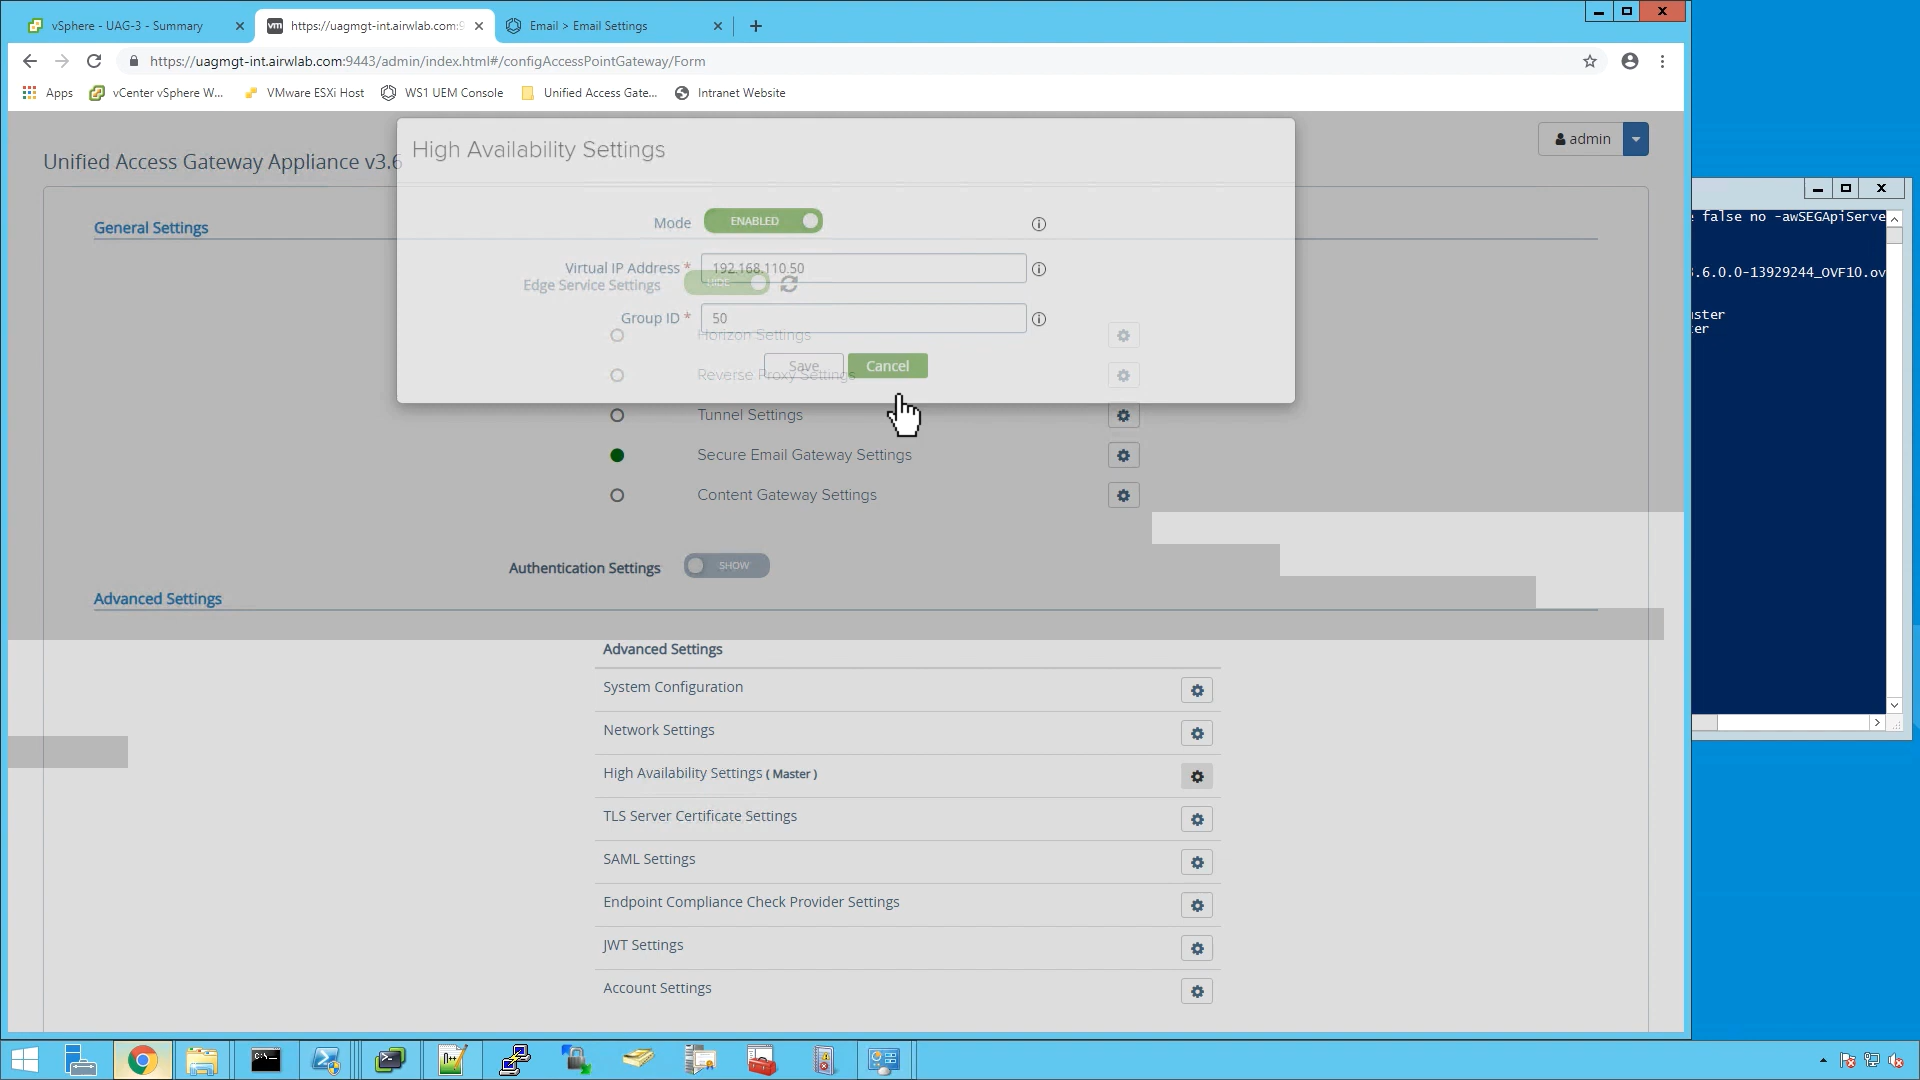 vSphere - UAG-3 - Summary
https://uagmgt-int.airwlab.com:9
Email > Email Settings
https://uagmgt-int.airwlab.com:9443/admin/index.html#/configAccessPointGateway/Form
Apps
vCenter vSphere W...
VMware ESXi Host
WS1 UEM Console
Unified Access Gate...
Intranet Website
Unified Access Gateway Appliance v3.6
admin
High Availability Settings
General Settings
Mode
ENABLED
Virtual IP Address *
192.168.110.50
Edge Service Settings
HIDE
Group ID *
50
Horizon Settings
Save
Cancel
Reverse Proxy Settings
Tunnel Settings
Secure Email Gateway Settings
Content Gateway Settings
Authentication Settings
SHOW
Advanced Settings
Advanced Settings
System Configuration
Network Settings
High Availability Settings ( Master )
TLS Server Certificate Settings
SAML Settings
Endpoint Compliance Check Provider Settings
JWT Settings
Account Settings
false no -awSEGApiServe
.6.0.0-13929244_OVF10.ov
ster
er